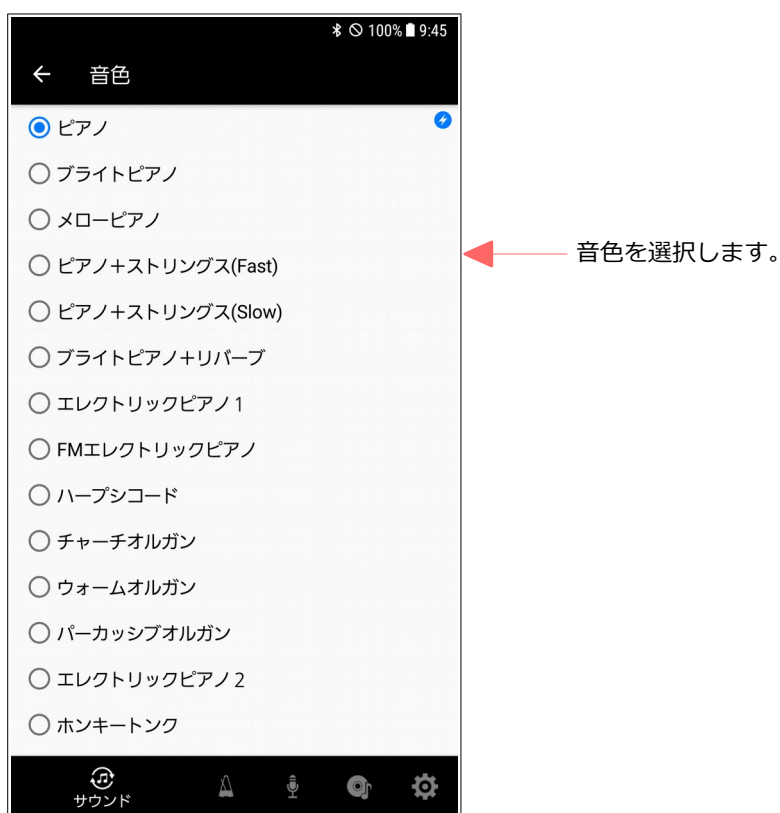 100% 9:45
音色
ピアノ
ブライトピアノ
メローピアノ
ピアノ+ストリングス(Fast)
音色を選択します。
ピアノ+ストリングス(Slow)
ブライトピアノ+リバーブ
エレクトリックピアノ1
FMエレクトリックピアノ
ハープシコード
チャーチオルガン
ウォームオルガン
パーカッシブオルガン
エレクトリックピアノ2
ホンキートンク
サウンド